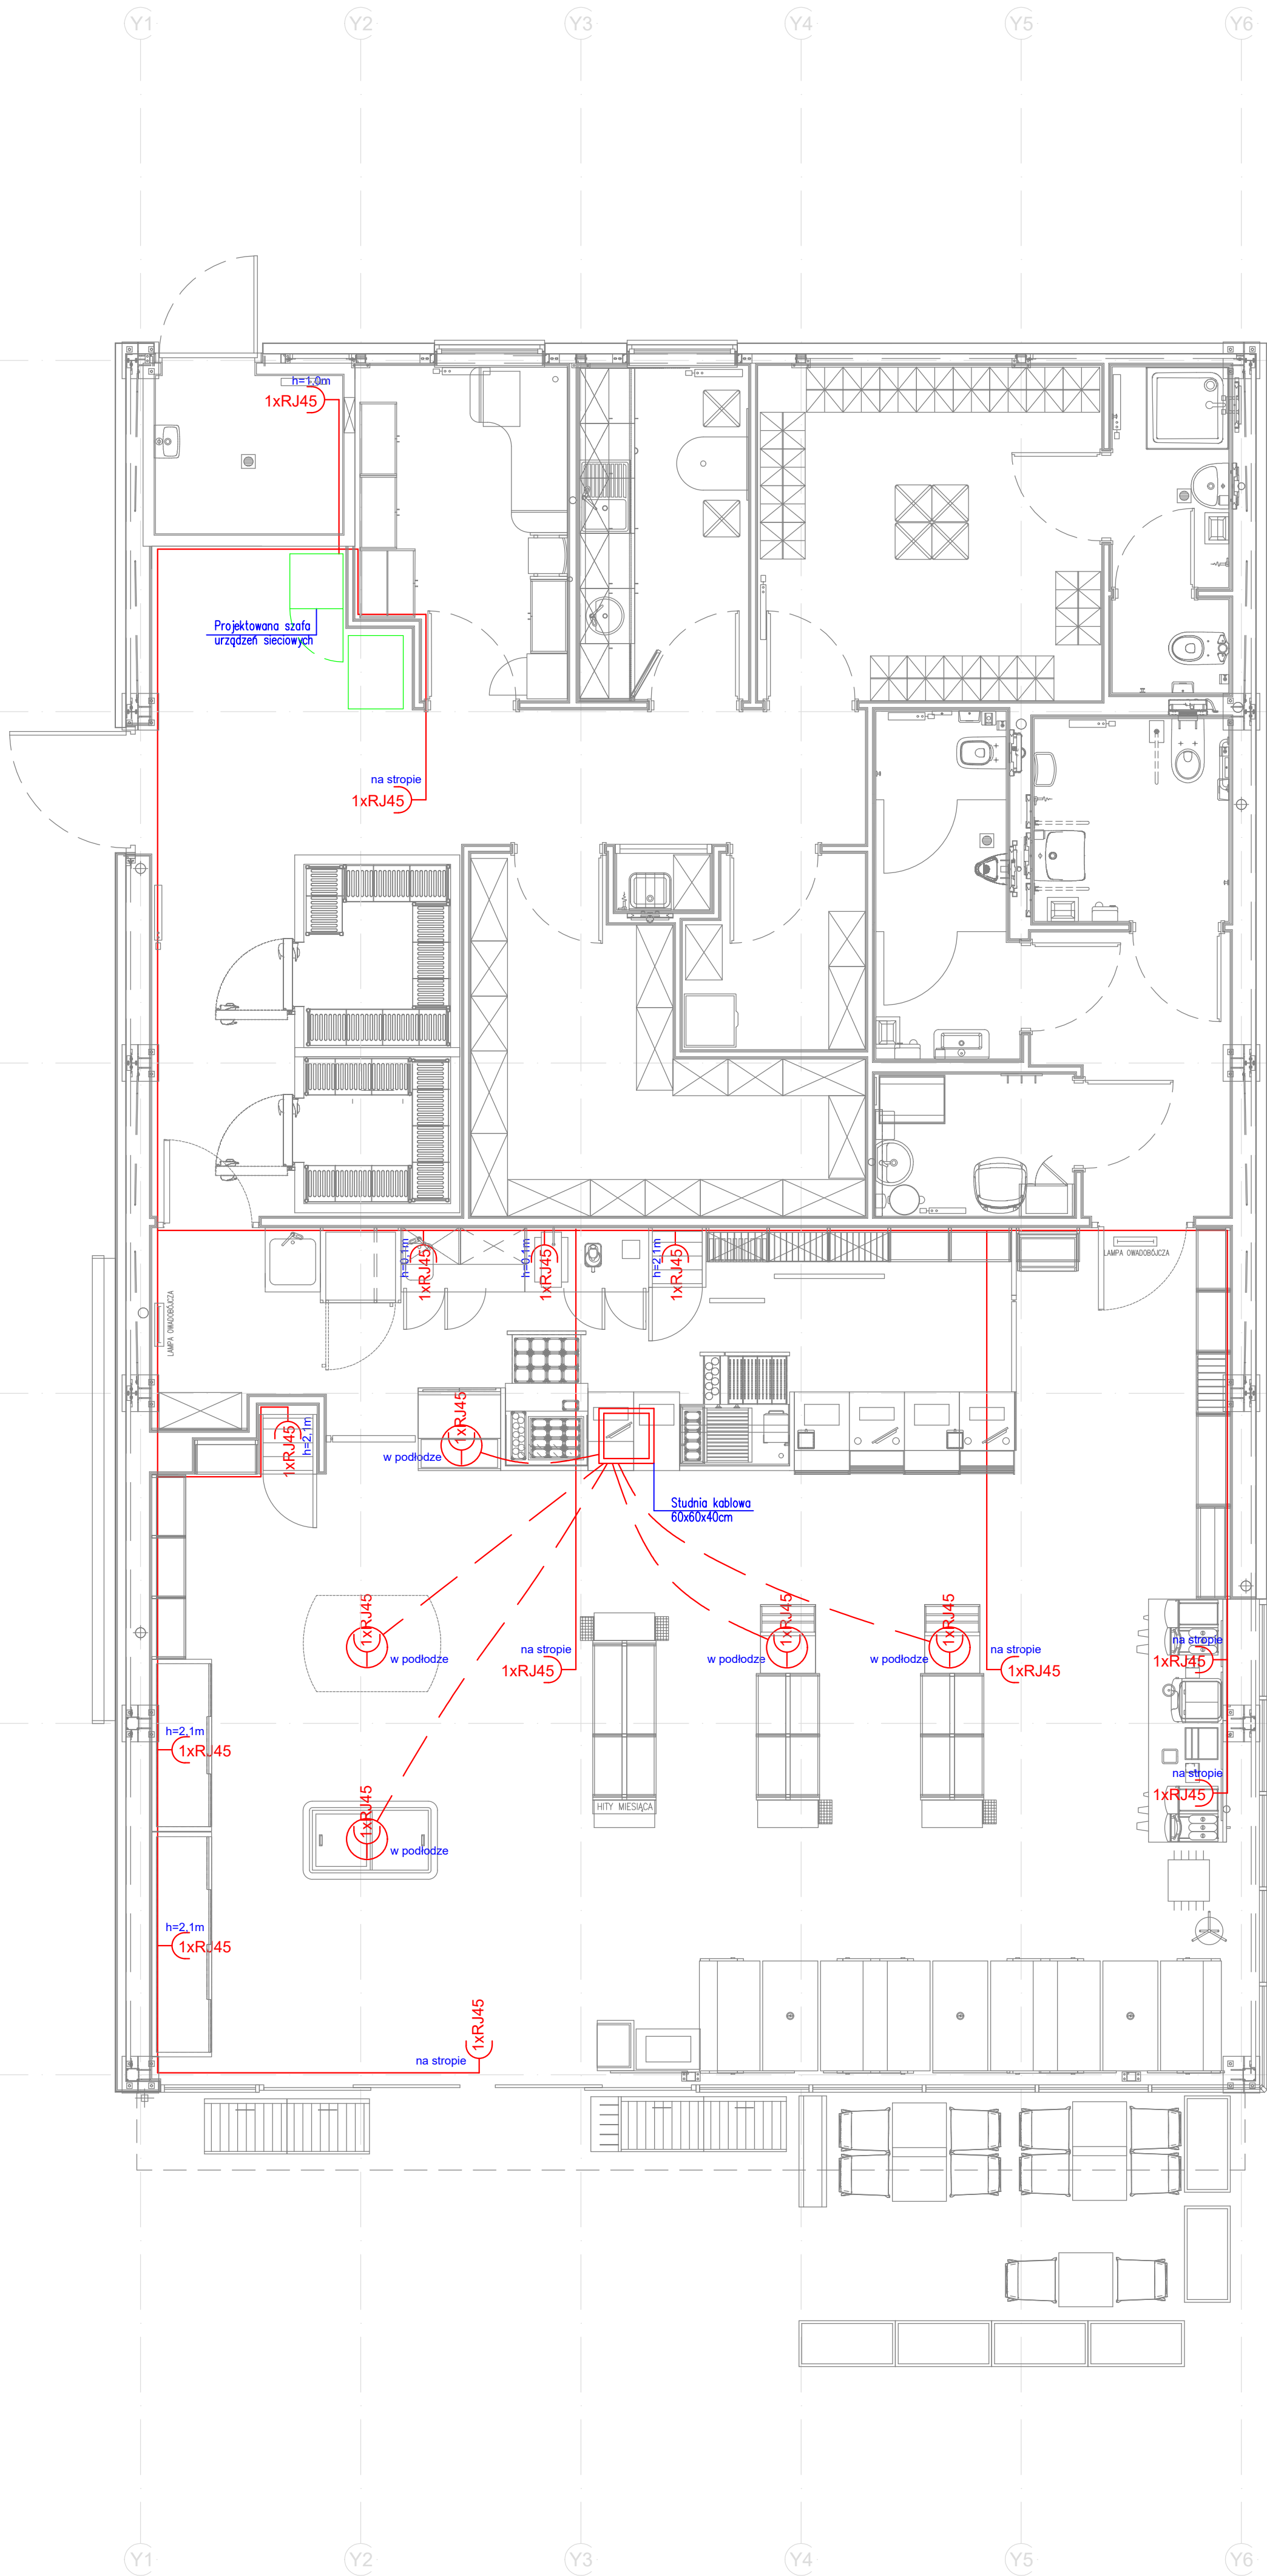 Y1
Y2
Y3
Y4
Y5
Y6
h=1,0m
1xRJ45
Projektowana szafa
urządzeń sieciowych
na stropie
1xRJ45
h=0,1m
1xRJ45
h=0,1m
1xRJ45
h=2,1m
1xRJ45
LAMPA OWADOBÓJCZA
LAMPA OWADOBÓJCZA
1xRJ45
h=2,1m
1xRJ45
w podłodze
Studnia kablowa
60x60x40cm
1xRJ45
w podłodze
na stropie
1xRJ45
1xRJ45
w podłodze
1xRJ45
w podłodze
na stropie
1xRJ45
na stropie
1xRJ45
h=2,1m
1xRJ45
na stropie
1xRJ45
1xRJ45
w podłodze
HITY MIESIĄCA
h=2,1m
1xRJ45
1xRJ45
na stropie
Y1
Y2
Y3
Y4
Y5
Y6